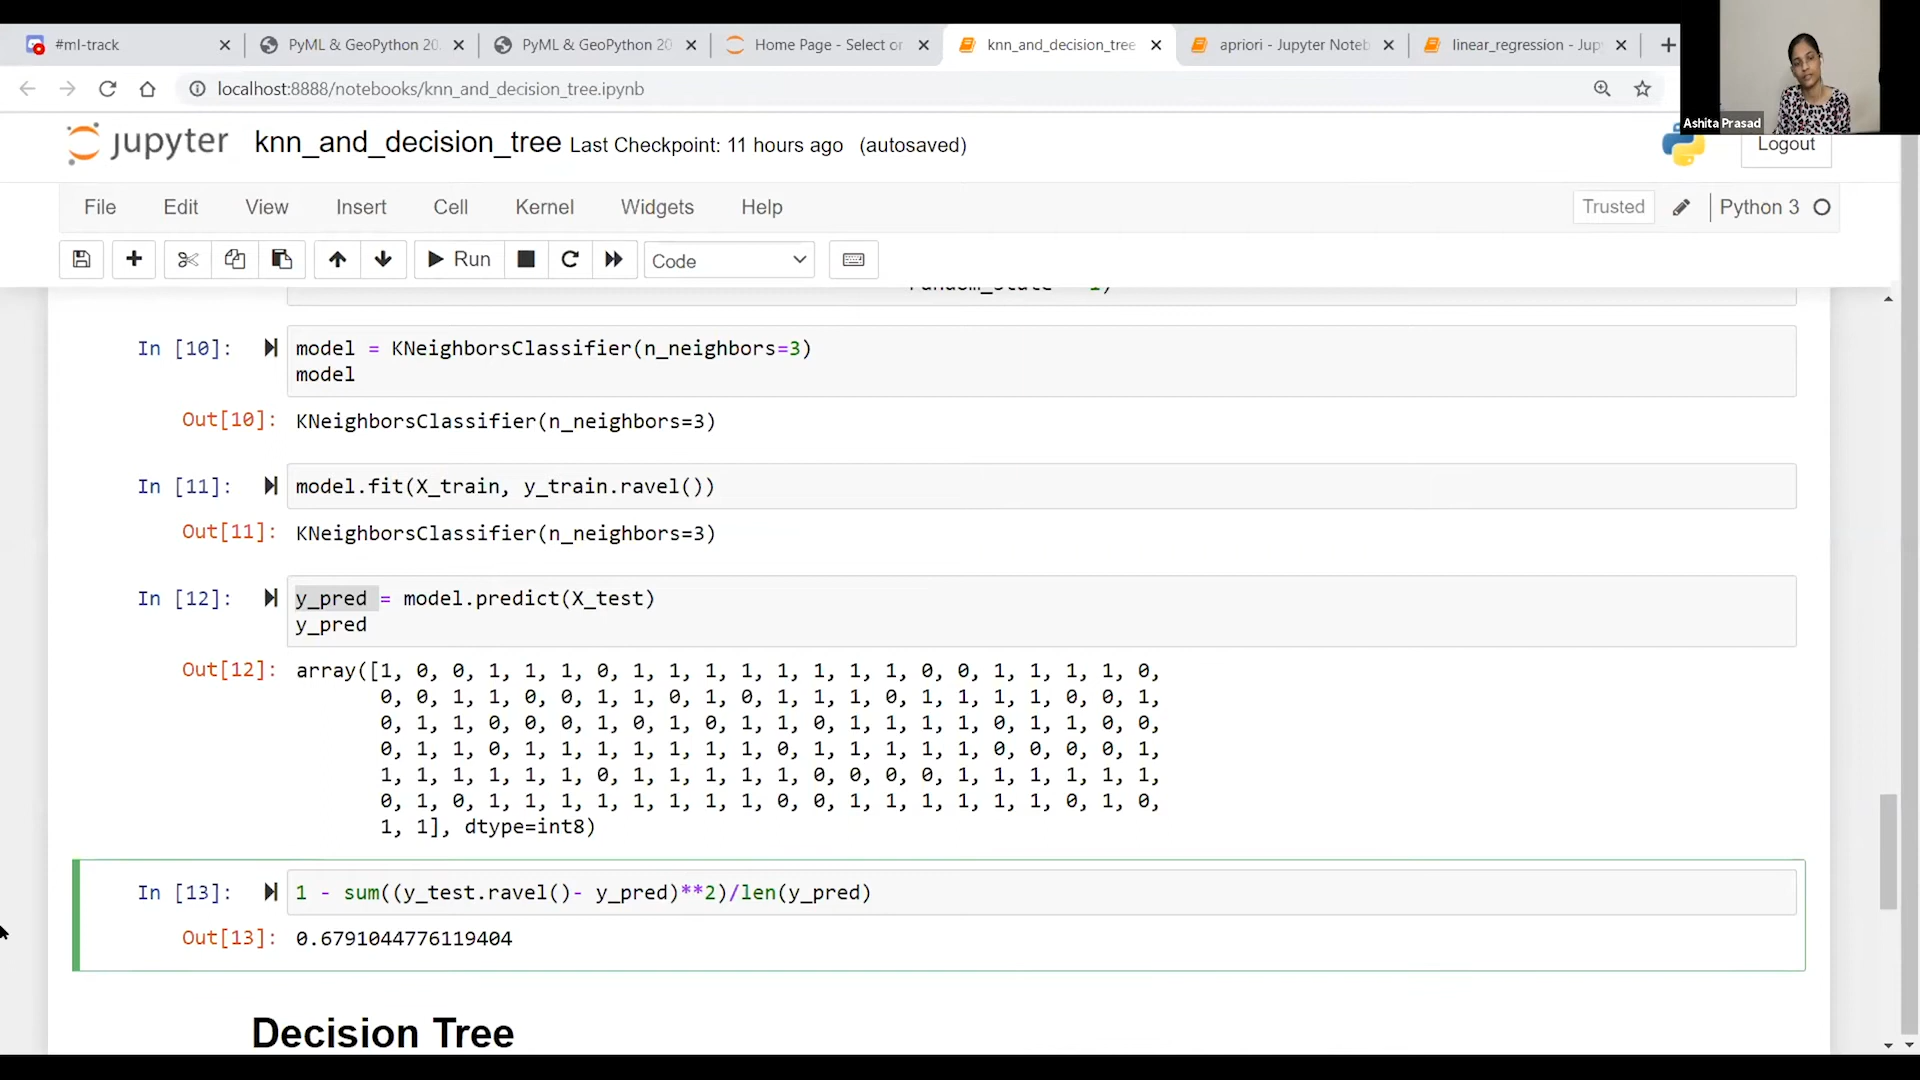 #ml-track
PyML & GeoPython 20
PyML & GeoPython 20
Home Page - Select or
knn_and_decision_tree
apriori - Jupyter Noteb
linear_regression - Jup
localhost:8888/notebooks/knn_and_decision_tree.ipynb
Ashita Prasad
jupyter knn_and_decision_tree Last Checkpoint: 11 hours ago (autosaved)
Logout
File Edit View Insert Cell Kernel Widgets Help
Trusted Python 3
Run Code
random_state = 1)
In [10]: model = KNeighborsClassifier(n_neighbors=3)
model
Out[10]: KNeighborsClassifier(n_neighbors=3)
In [11]: model.fit(X_train, y_train.ravel())
Out[11]: KNeighborsClassifier(n_neighbors=3)
In [12]: y_pred = model.predict(X_test)
y_pred
Out[12]: array([1, 0, 0, 1, 1, 1, 0, 1, 1, 1, 1, 1, 1, 1, 1, 0, 0, 1, 1, 1, 1, 0,
0, 0, 1, 1, 0, 0, 1, 1, 0, 1, 0, 1, 1, 1, 0, 1, 1, 1, 1, 0, 0, 1,
0, 1, 1, 0, 0, 0, 1, 0, 1, 0, 1, 1, 0, 1, 1, 1, 1, 0, 1, 1, 0, 0,
0, 1, 1, 0, 1, 1, 1, 1, 1, 1, 1, 0, 1, 1, 1, 1, 1, 0, 0, 0, 0, 1,
1, 1, 1, 1, 1, 1, 0, 1, 1, 1, 1, 1, 0, 0, 0, 0, 1, 1, 1, 1, 1, 1,
0, 1, 0, 1, 1, 1, 1, 1, 1, 1, 1, 0, 0, 1, 1, 1, 1, 1, 1, 0, 1, 0,
1, 1], dtype=int8)
In [13]: 1 - sum((y_test.ravel()- y_pred)**2)/len(y_pred)
Out[13]: 0.6791044776119404
Decision Tree